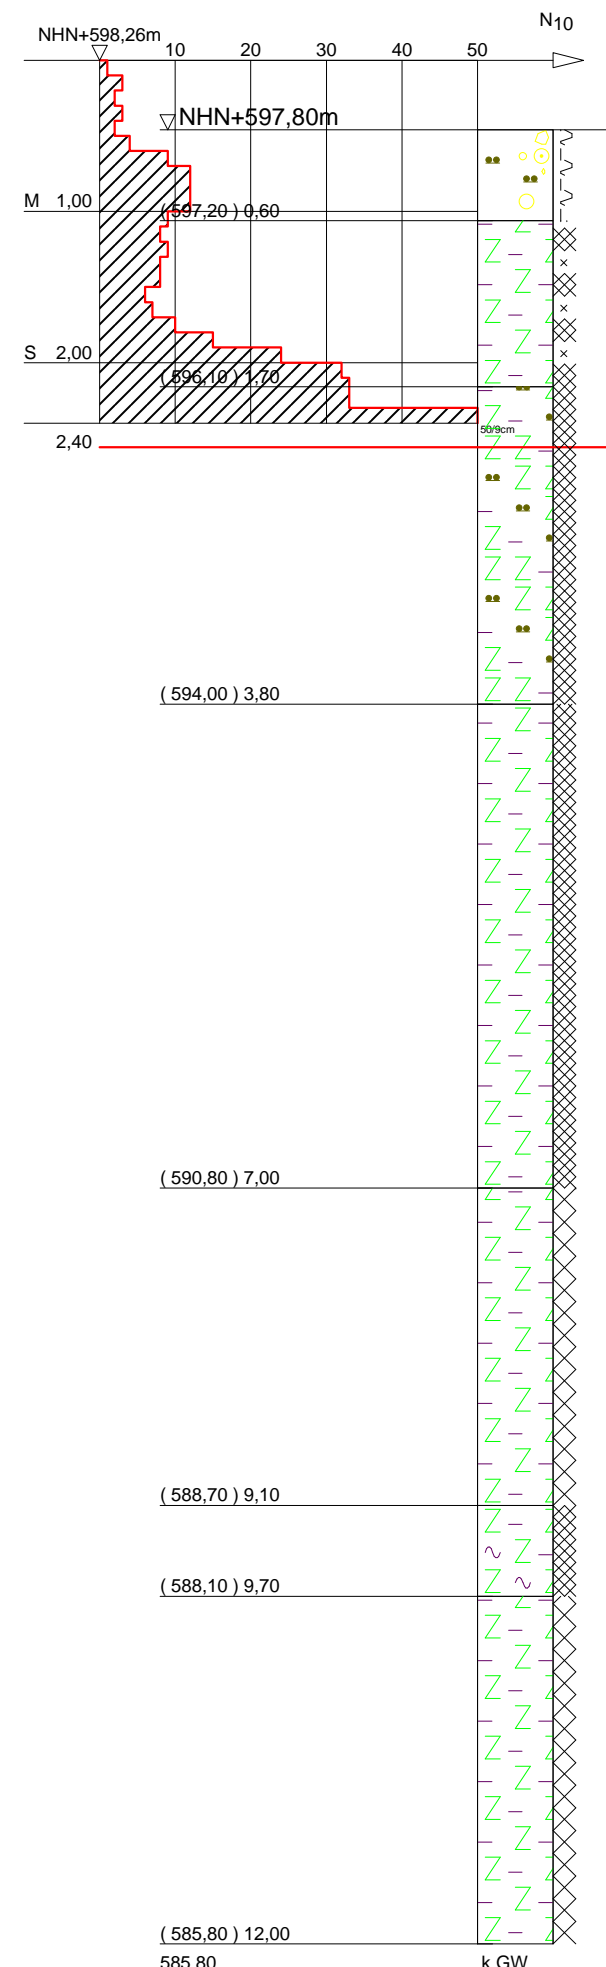 N10
NHN+598,26m
10 20 30 40 50
NHN+597,80m
M 1,00
( 597,20 ) 0,60
S 2,00
( 596,10 ) 1,70
50/9cm
2,40
( 594,00 ) 3,80
( 590,80 ) 7,00
( 588,70 ) 9,10
( 588,10 ) 9,70
( 585,80 ) 12,00
585,80 k.GW